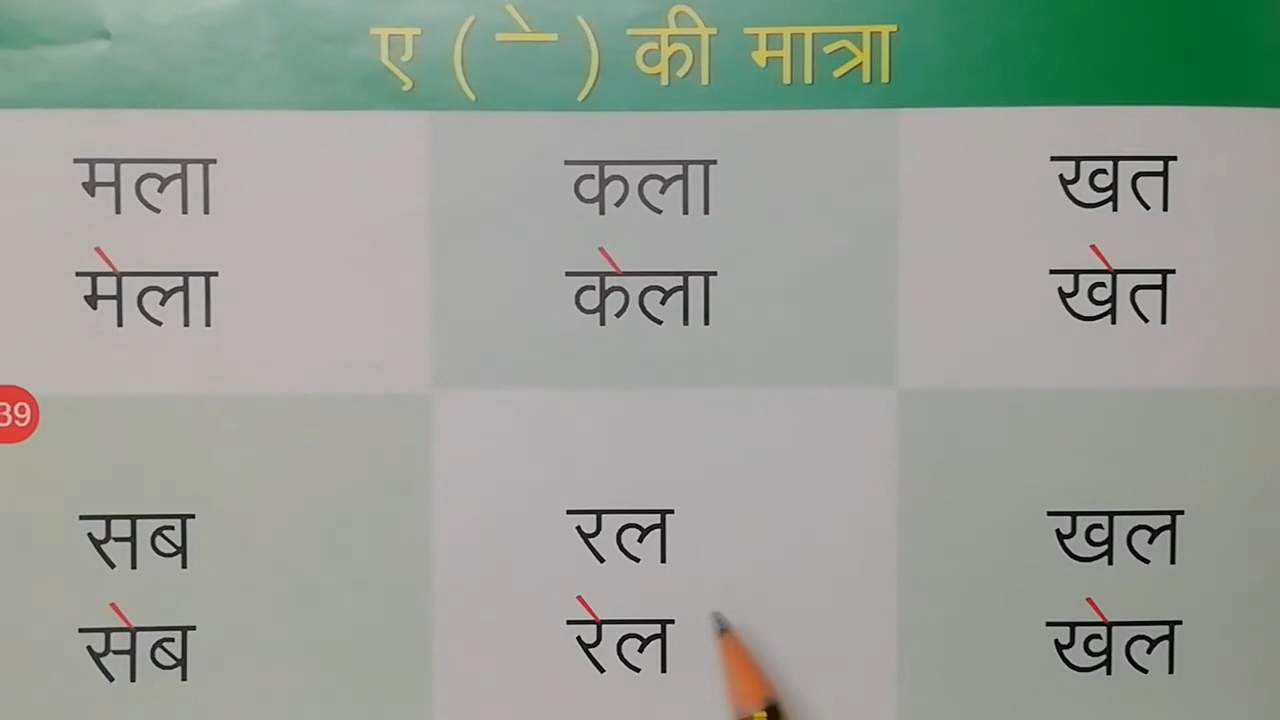 ए ( े ) की मात्रा
मला कला खत
मेला केला खेत
39
सब रल खल
सेब रेल खेल